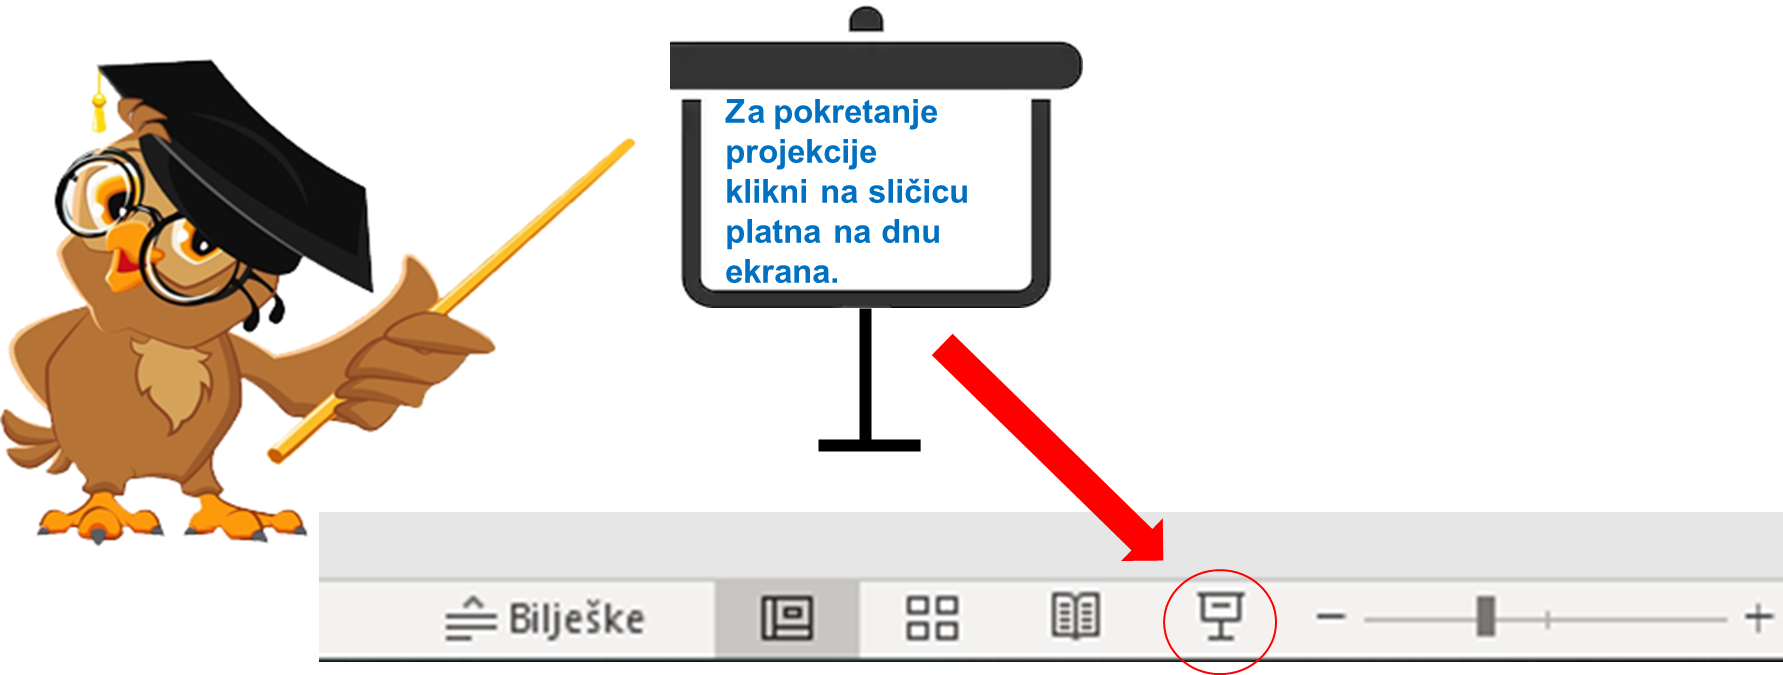 Za pokretanje
projekcije
klikni na sličicu
platna na dnu
ekrana.
Bilješke